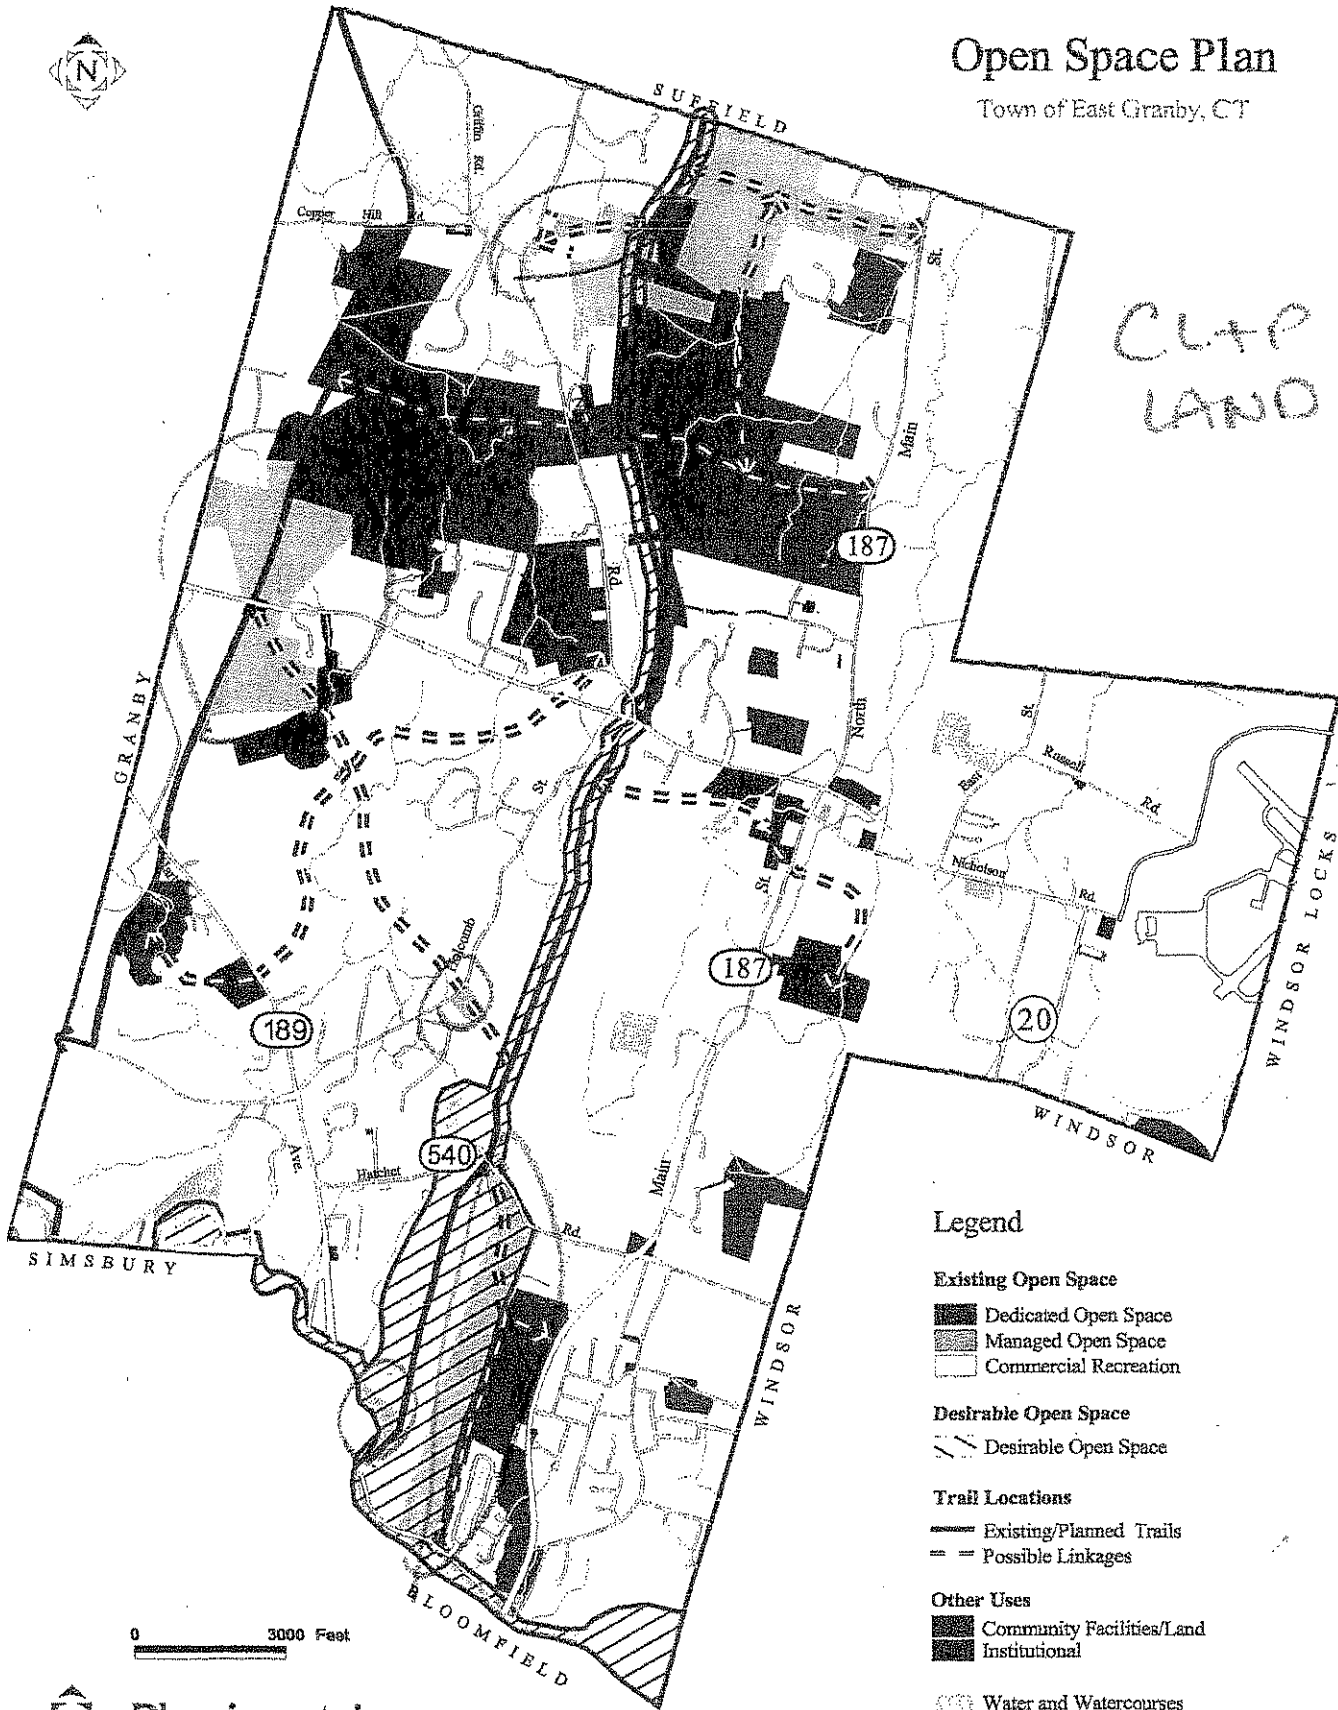 N
Open Space Plan
Town of East Granby, CT
SUFFIELD
Griffin Rd.
Copper Hill Rd.
St.
CL+P
LAND
Main
187
Rd.
GRANBY
North
St.
East
Russell
Rd.
St
Nicholson
Rd.
St.
WINDSOR LOCKS
187
Holcomb
189
20
WINDSOR
540
Ave.
Hatchet
Main
Rd.
SIMSBURY
WINDSOR
BLOOMFIELD
Legend
Existing Open Space
Dedicated Open Space
Managed Open Space
Commercial Recreation
Desirable Open Space
Desirable Open Space
Trail Locations
Existing/Planned Trails
Possible Linkages
Other Uses
Community Facilities/Land
Institutional
Water and Watercourses
0 3000 Feet